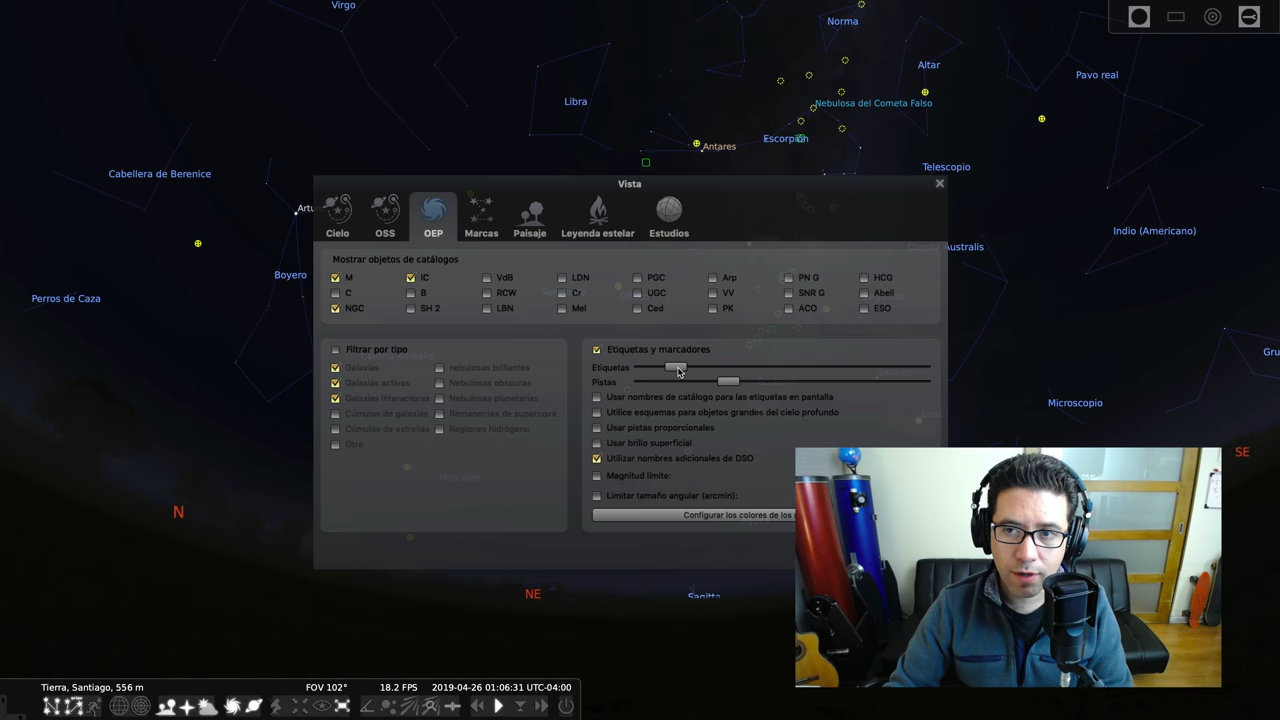 Virgo
Norma
Altar
Pavo real
Libra
Nebulosa del Cometa Falso
Escorpión
Antares
Telescopio
Cabellera de Berenice
Vista
Artu
Cielo OSS OEP Marcas Paisaje Leyenda estelar Estudios
Indio (Americano)
Australis
Boyero
Perros de Caza
Mostrar objetos de catálogos
M IC VdB LDN PGC Arp PN G HCG
C B RCW Cr UGC VV SNR G Abell
NGC SH 2 LBN Mel Ced PK ACO ESO
Filtrar por tipo
Galaxias nebulosas brillantes
Galaxias activas Nebulosas obscuras
Galaxias interactoras Nebulosas planetarias
Cúmulos de galaxias Remanentes de supernova
Cúmulos de estrellas Regiones hidrógeno
Otro
Etiquetas y marcadores
Etiquetas
Pistas
Usar nombres de catálogo para las etiquetas en pantalla
Utilice esquemas para objetos grandes del cielo profundo
Usar pistas proporcionales
Usar brillo superficial
Utilizar nombres adicionales de DSO
Magnitud límite:
Limitar tamaño angular (arcmin):
Configurar los colores de los
Gru
Microscopio
SE
Hércules
N
NE
Sagitta
Tierra, Santiago, 556 m FOV 102° 18.2 FPS 2019-04-26 01:06:31 UTC-04:00